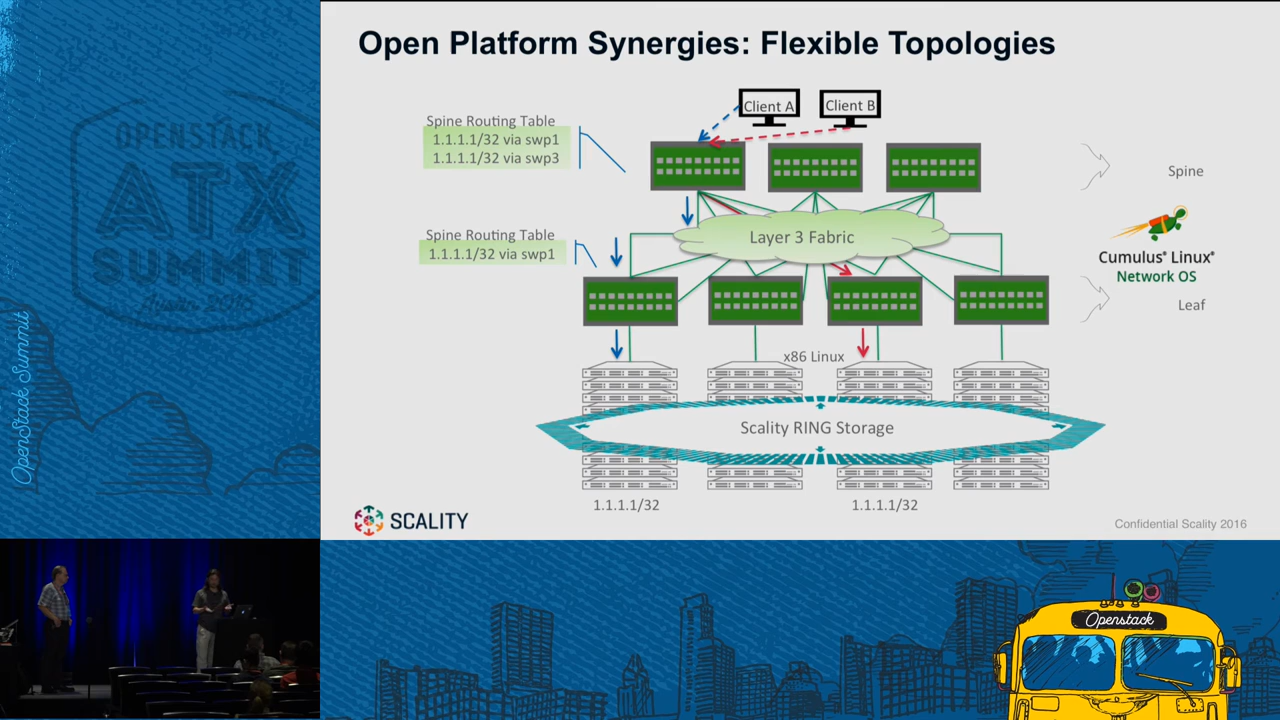 Open Platform Synergies: Flexible Topologies
Client A
Client B
Spine Routing Table
1.1.1.1/32 via swp1
1.1.1.1/32 via swp3
Spine
Spine Routing Table
1.1.1.1/32 via swp1
Layer 3 Fabric
Cumulus® Linux®
Network OS
Leaf
x86 Linux
Scality RING Storage
1.1.1.1/32
1.1.1.1/32
SCALITY
Confidential Scality 2016
OPENSTACK
ATX
SUMMIT
OpenStack Summit
Openstack